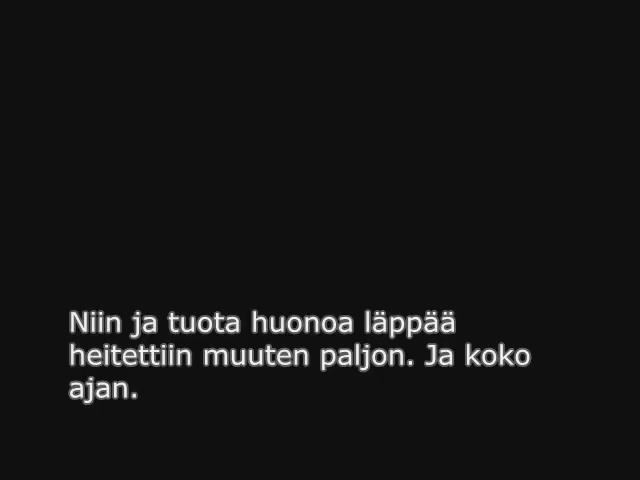 Niin ja tuota huonoa läppää
heitettiin muuten paljon. Ja koko
ajan.